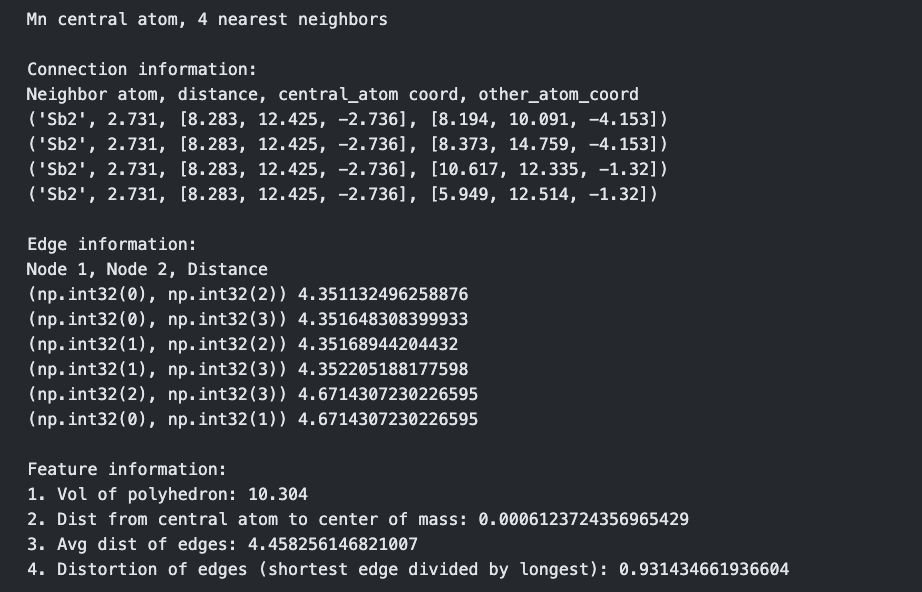 Mn central atom, 4 nearest neighbors
Connection information:
Neighbor atom, distance, central_atom coord, other_atom_coord
('Sb2', 2.731, [8.283, 12.425, -2.736], [8.194, 10.091, -4.153])
('Sb2', 2.731, [8.283, 12.425, -2.736], [8.373, 14.759, -4.153])
('Sb2', 2.731, [8.283, 12.425, -2.736], [10.617, 12.335, -1.32])
('Sb2', 2.731, [8.283, 12.425, -2.736], [5.949, 12.514, -1.32])
Edge information:
Node 1, Node 2, Distance
(np.int32(0), np.int32(2)) 4.351132496258876
(np.int32(0), np.int32(3)) 4.351648308399933
(np.int32(1), np.int32(2)) 4.35168944204432
(np.int32(1), np.int32(3)) 4.352205188177598
(np.int32(2), np.int32(3)) 4.6714307230226595
(np.int32(0), np.int32(1)) 4.6714307230226595
Feature information:
1. Vol of polyhedron: 10.304
2. Dist from central atom to center of mass: 0.0006123724356965429
3. Avg dist of edges: 4.458256146821007
4. Distortion of edges (shortest edge divided by longest): 0.931434661936604